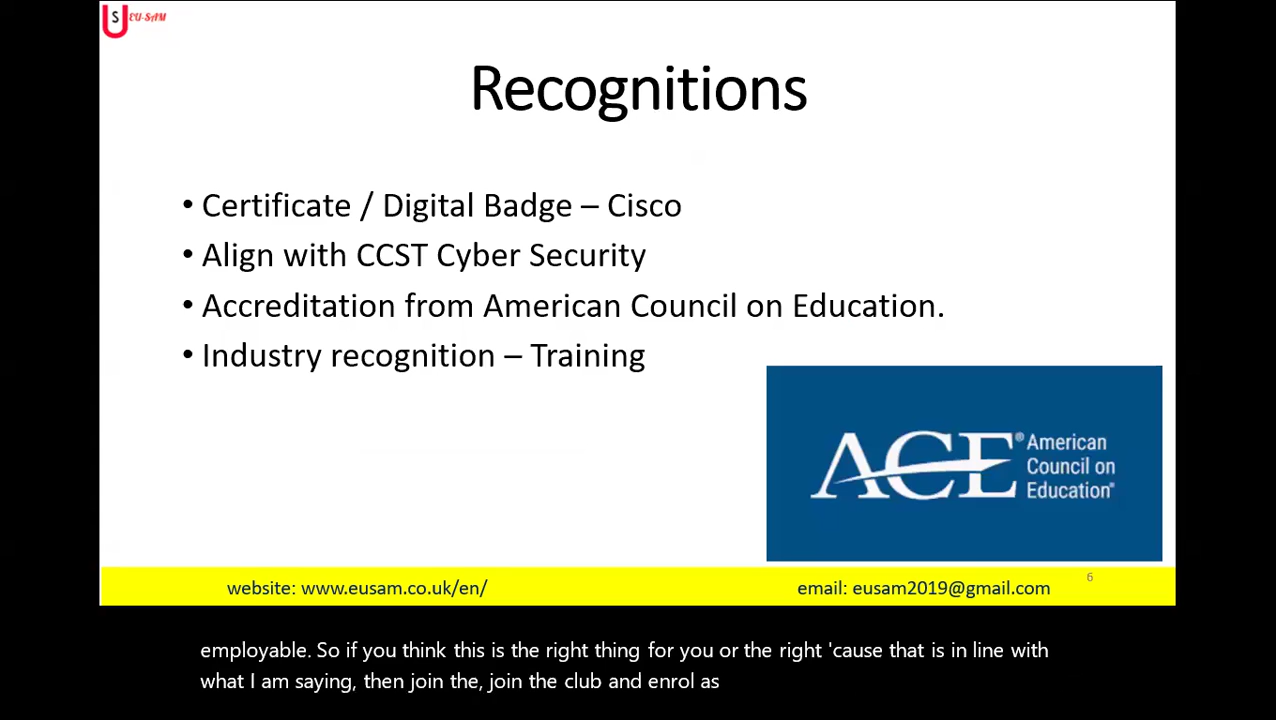 S EU-SAM
Recognitions
• Certificate / Digital Badge – Cisco
• Align with CCST Cyber Security
• Accreditation from American Council on Education.
• Industry recognition – Training
ACE® American
Council on
Education®
6
website: www.eusam.co.uk/en/ email: eusam2019@gmail.com
employable. So if you think this is the right thing for you or the right 'cause that is in line with
what I am saying, then join the, join the club and enrol as